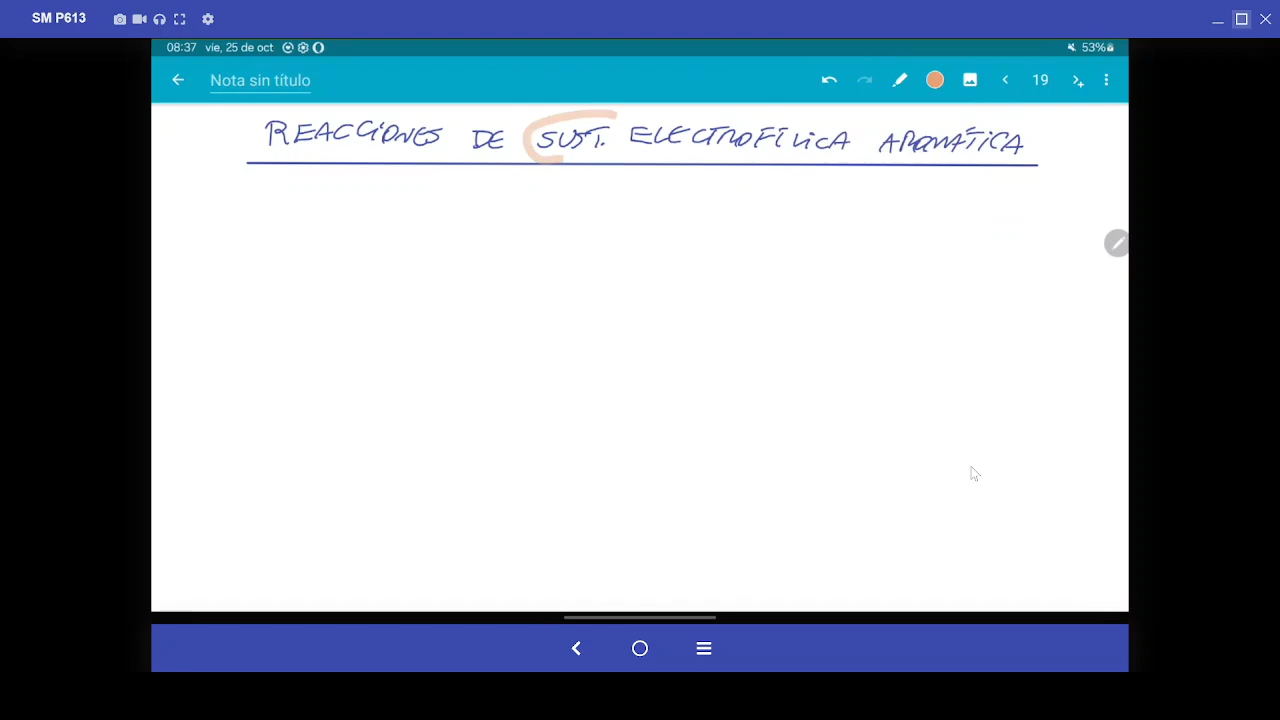 SM P613
08:37 vie, 25 de oct 53%
Nota sin título 19
REACCIONES DE SUST. ELECTROFÍLICA AROMÁTICA